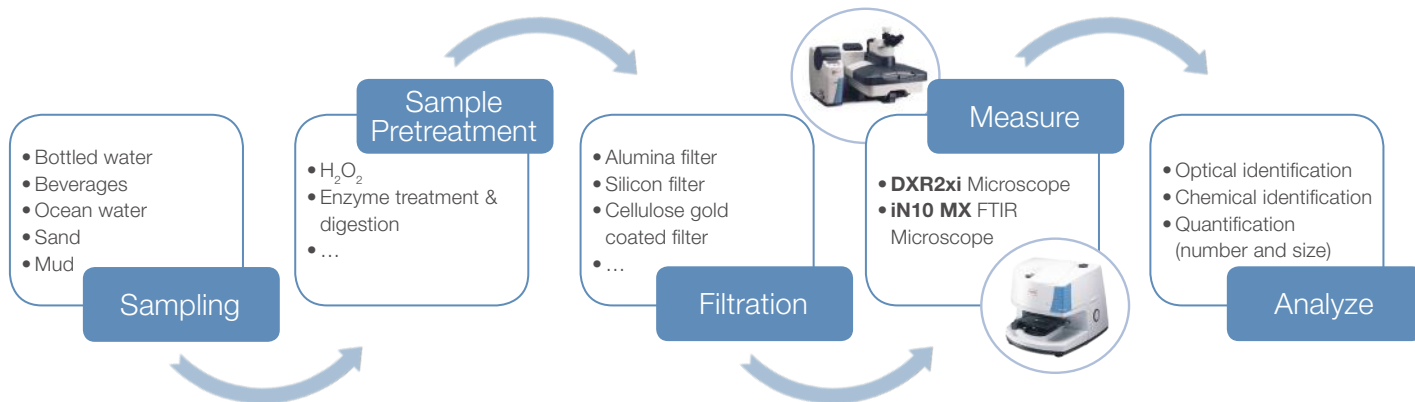 • Bottled water
• Beverages
• Ocean water
• Sand
• Mud
Sampling
Sample
Pretreatment
• H₂O₂
• Enzyme treatment &
digestion
• …
• Alumina filter
• Silicon filter
• Cellulose gold
coated filter
• …
Filtration
Measure
• DXR2xi Microscope
• iN10 MX FTIR
Microscope
• Optical identification
• Chemical identification
• Quantification
(number and size)
Analyze